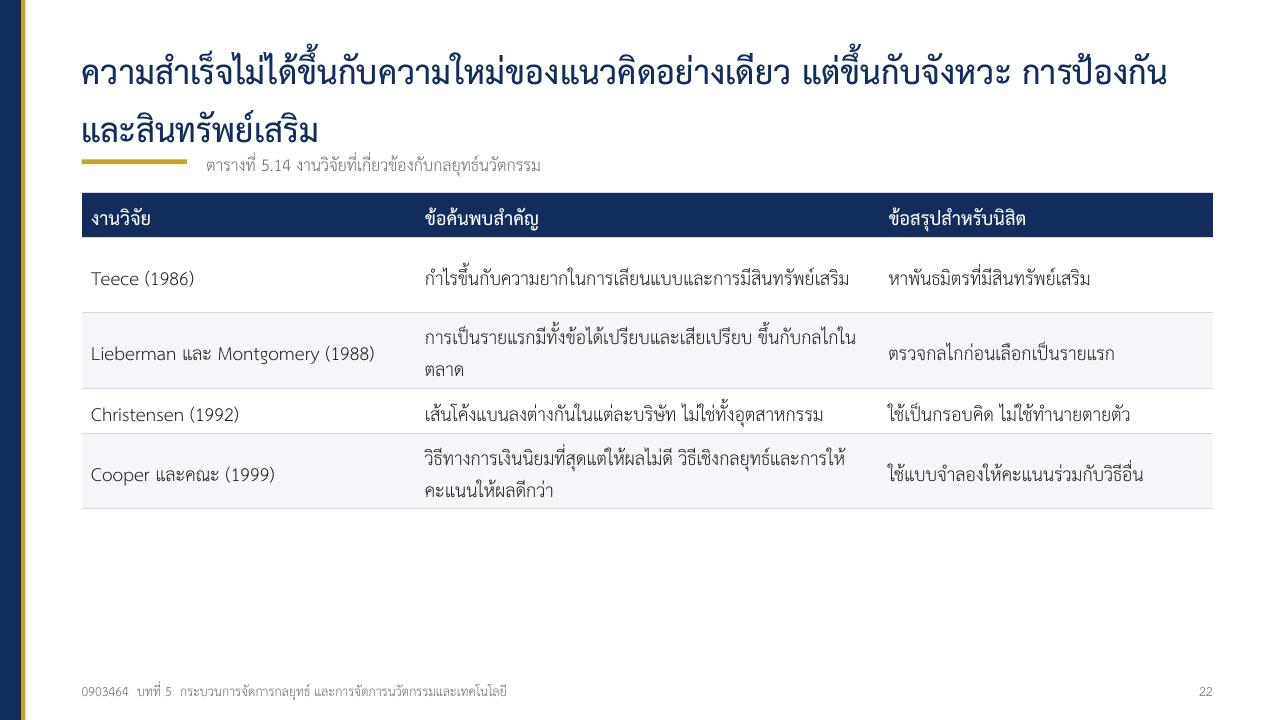 ความสำเร็จไม่ได้ขึ้นกับความใหม่ของแนวคิดอย่างเดียว แต่ขึ้นกับจังหวะ การป้องกัน
และสินทรัพย์เสริม
ตารางที่ 5.14 งานวิจัยที่เกี่ยวข้องกับกลยุทธ์นวัตกรรม
งานวิจัย ข้อค้นพบสำคัญ ข้อสรุปสำหรับนิสิต
Teece (1986) กำไรขึ้นกับความยากในการเลียนแบบและการมีสินทรัพย์เสริม หาพันธมิตรที่มีสินทรัพย์เสริม
Lieberman และ Montgomery (1988) การเป็นรายแรกมีทั้งข้อได้เปรียบและเสียเปรียบ ขึ้นกับกลไกใน
ตลาด ตรวจกลไกก่อนเลือกเป็นรายแรก
Christensen (1992) เส้นโค้งแบนลงต่างกันในแต่ละบริษัท ไม่ใช่ทั้งอุตสาหกรรม ใช้เป็นกรอบคิด ไม่ใช้ทำนายตายตัว
Cooper และคณะ (1999) วิธีทางการเงินนิยมที่สุดแต่ให้ผลไม่ดี วิธีเชิงกลยุทธ์และการให้
คะแนนให้ผลดีกว่า ใช้แบบจำลองให้คะแนนร่วมกับวิธีอื่น
0903464 บทที่ 5 กระบวนการจัดการกลยุทธ์ และการจัดการนวัตกรรมและเทคโนโลยี 22